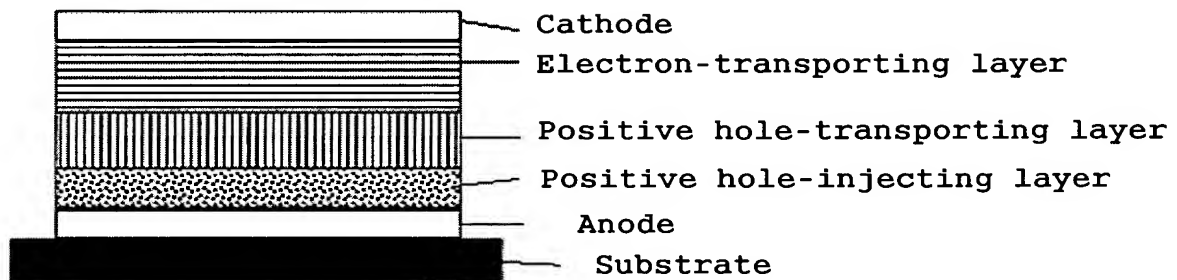 Cathode
Electron-transporting layer
Positive hole-transporting layer
Positive hole-injecting layer
Anode
Substrate